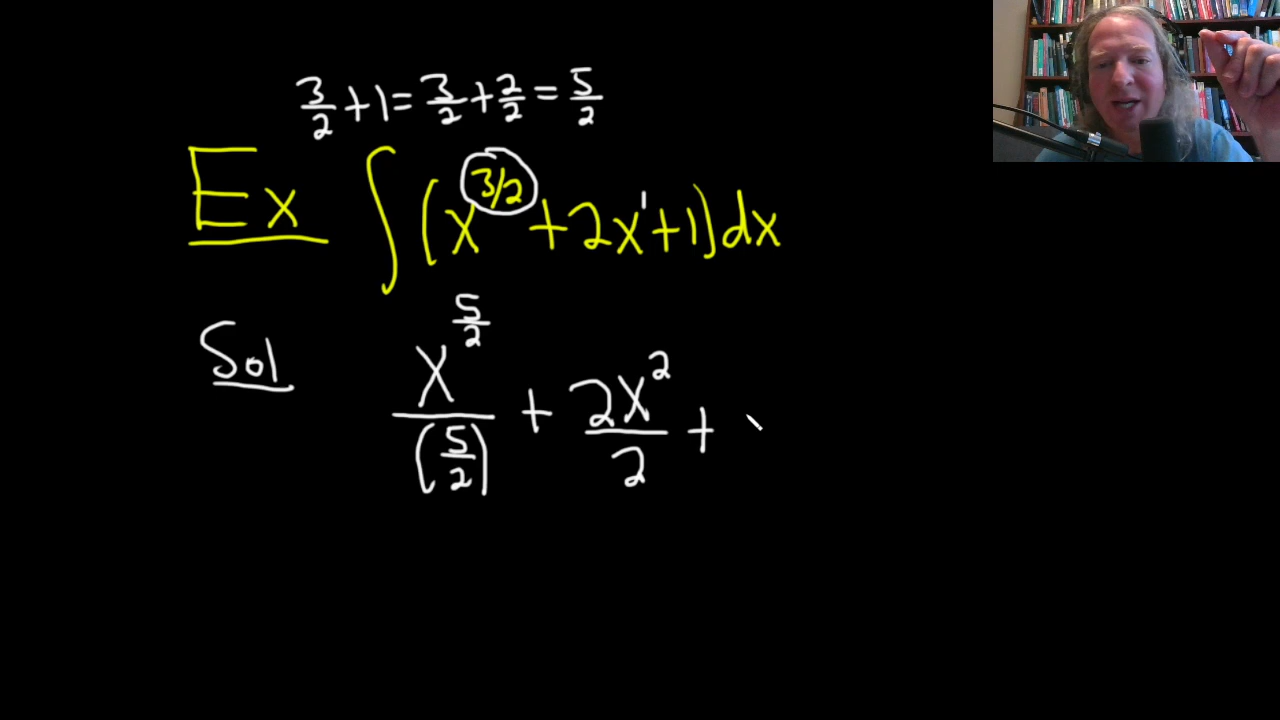 3/2 + 1 = 3/2 + 2/2 = 5/2
Ex ∫ (x^3/2 + 2x^1 + 1) dx
Sol x^5/2 / (5/2) + 2x^2 / 2 +